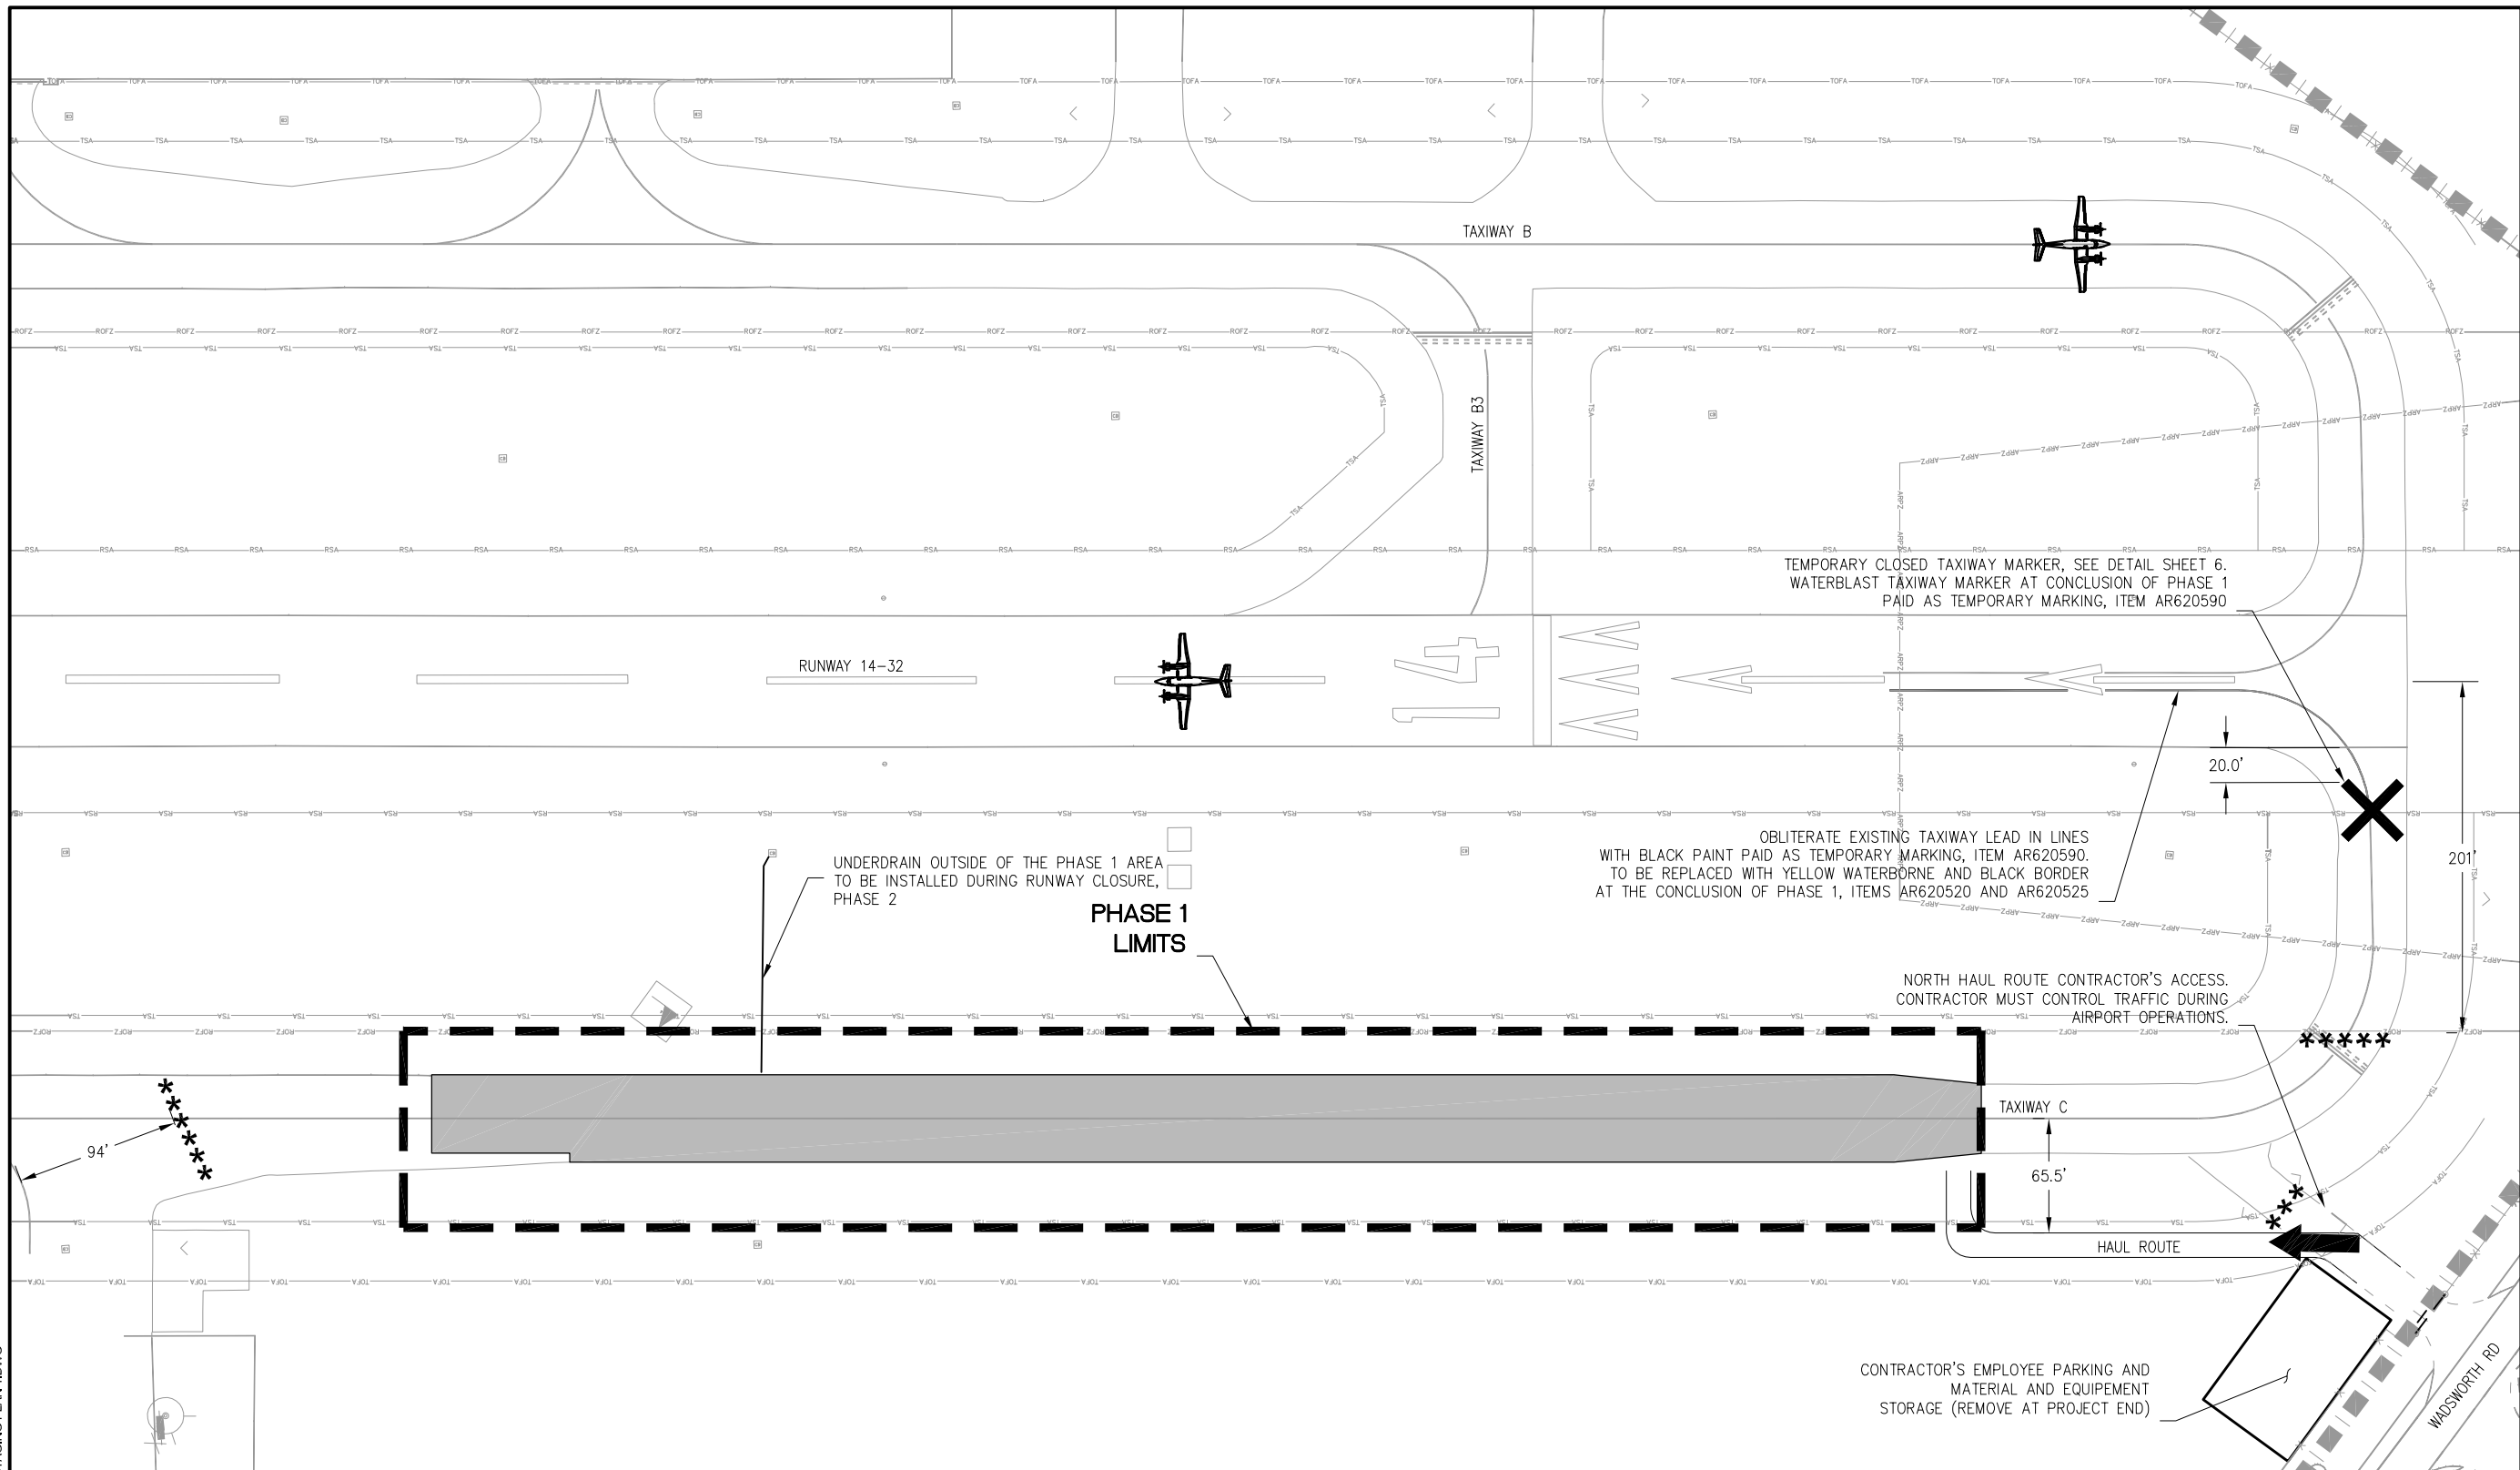 TAXIWAY B
TAXIWAY B3
TEMPORARY CLOSED TAXIWAY MARKER, SEE DETAIL SHEET 6.
WATERBLAST TAXIWAY MARKER AT CONCLUSION OF PHASE 1
PAID AS TEMPORARY MARKING, ITEM AR620590
RUNWAY 14-32
14
20.0'
201'
OBLITERATE EXISTING TAXIWAY LEAD IN LINES
WITH BLACK PAINT PAID AS TEMPORARY MARKING, ITEM AR620590.
TO BE REPLACED WITH YELLOW WATERBORNE AND BLACK BORDER
AT THE CONCLUSION OF PHASE 1, ITEMS AR620520 AND AR620525
UNDERDRAIN OUTSIDE OF THE PHASE 1 AREA
TO BE INSTALLED DURING RUNWAY CLOSURE,
PHASE 2
PHASE 1
LIMITS
NORTH HAUL ROUTE CONTRACTOR'S ACCESS.
CONTRACTOR MUST CONTROL TRAFFIC DURING
AIRPORT OPERATIONS.
TAXIWAY C
94'
65.5'
HAUL ROUTE
CONTRACTOR'S EMPLOYEE PARKING AND
MATERIAL AND EQUIPEMENT
STORAGE (REMOVE AT PROJECT END)
WADSWORTH RD
TOFA
TSA
ROFZ
RSA
ARPZ